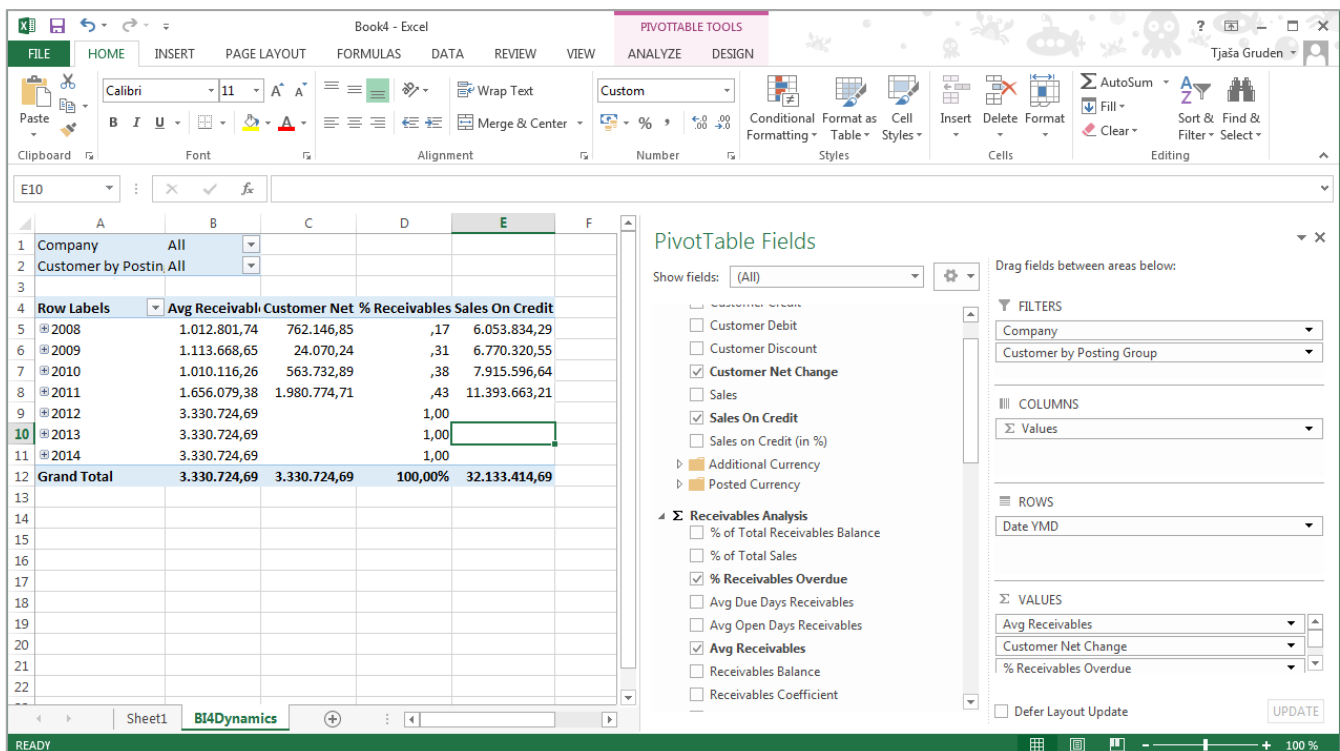 Book4 - Excel
PIVOTTABLE TOOLS
?
FILE HOME INSERT PAGE LAYOUT FORMULAS DATA REVIEW VIEW ANALYZE DESIGN Tjaša Gruden
Paste
Calibri 11 A A
B I U A
Wrap Text
Merge & Center
Custom
% , ,00 ,0
Conditional Formatting
Format as Table
Cell Styles
Insert Delete Format
AutoSum
Fill
Clear
Sort & Filter
Find & Select
Clipboard Font Alignment Number Styles Cells Editing
E10 fx
A B C D E F
1 Company All
2 Customer by Postin All
3
4 Row Labels Avg Receivabl Customer Net % Receivables Sales On Credit
5 2008 1.012.801,74 762.146,85 ,17 6.053.834,29
6 2009 1.113.668,65 24.070,24 ,31 6.770.320,55
7 2010 1.010.116,26 563.732,89 ,38 7.915.596,64
8 2011 1.656.079,38 1.980.774,71 ,43 11.393.663,21
9 2012 3.330.724,69 1,00
10 2013 3.330.724,69 1,00
11 2014 3.330.724,69 1,00
12 Grand Total 3.330.724,69 3.330.724,69 100,00% 32.133.414,69
13
14
15
16
17
18
19
20
21
22
Sheet1 BI4Dynamics
READY
100 %
PivotTable Fields
Show fields: (All)
Customer Credit
Customer Debit
Customer Discount
Customer Net Change
Sales
Sales On Credit
Sales on Credit (in %)
Additional Currency
Posted Currency
Σ Receivables Analysis
% of Total Receivables Balance
% of Total Sales
% Receivables Overdue
Avg Due Days Receivables
Avg Open Days Receivables
Avg Receivables
Receivables Balance
Receivables Coefficient
Drag fields between areas below:
FILTERS
Company
Customer by Posting Group
COLUMNS
Σ Values
ROWS
Date YMD
Σ VALUES
Avg Receivables
Customer Net Change
% Receivables Overdue
Defer Layout Update
UPDATE